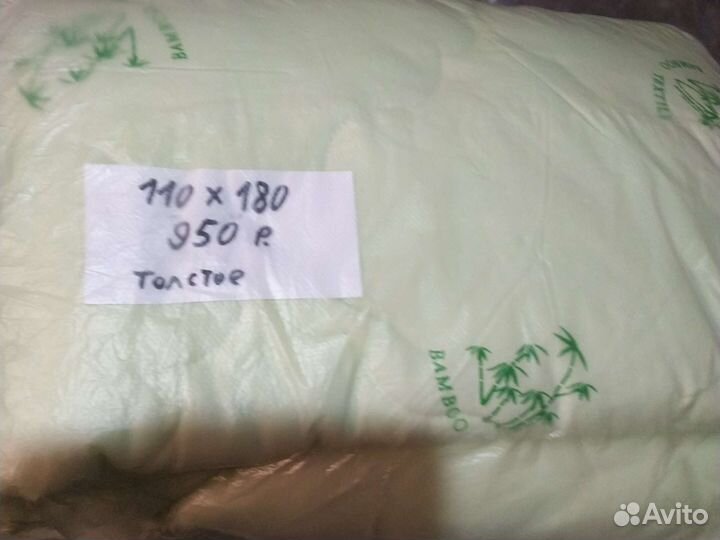 BAMBOO TEXTILE
110 х 180
950 р.
толстое
BAMBOO
Avito